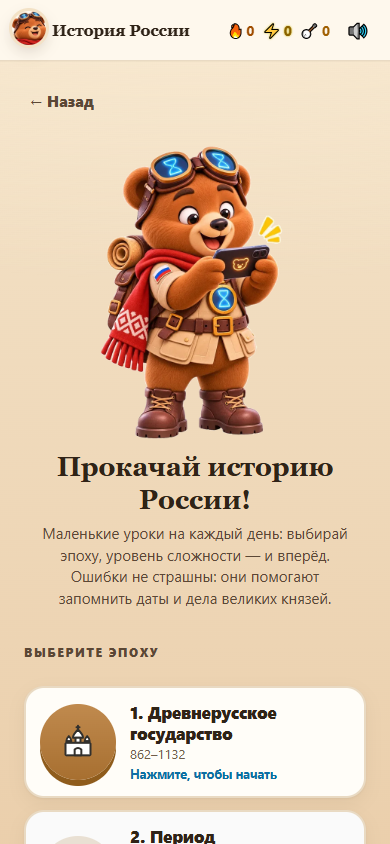 История России
0
0
0
← Назад
Прокачай историю
России!
Маленькие уроки на каждый день: выбирай
эпоху, уровень сложности — и вперёд.
Ошибки не страшны: они помогают
запомнить даты и дела великих князей.
ВЫБЕРИТЕ ЭПОХУ
1. Древнерусское
государство
862–1132
Нажмите, чтобы начать
2. Период